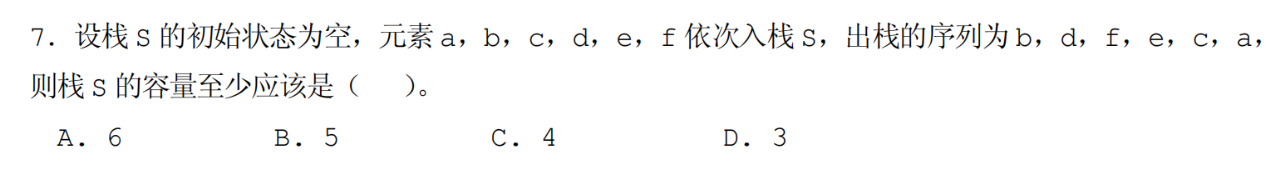 7. 设栈 S 的初始状态为空，元素 a, b, c, d, e, f 依次入栈 S，出栈的序列为 b, d, f, e, c, a,
则栈 S 的容量至少应该是（ ）。
A. 6 B. 5 C. 4 D. 3